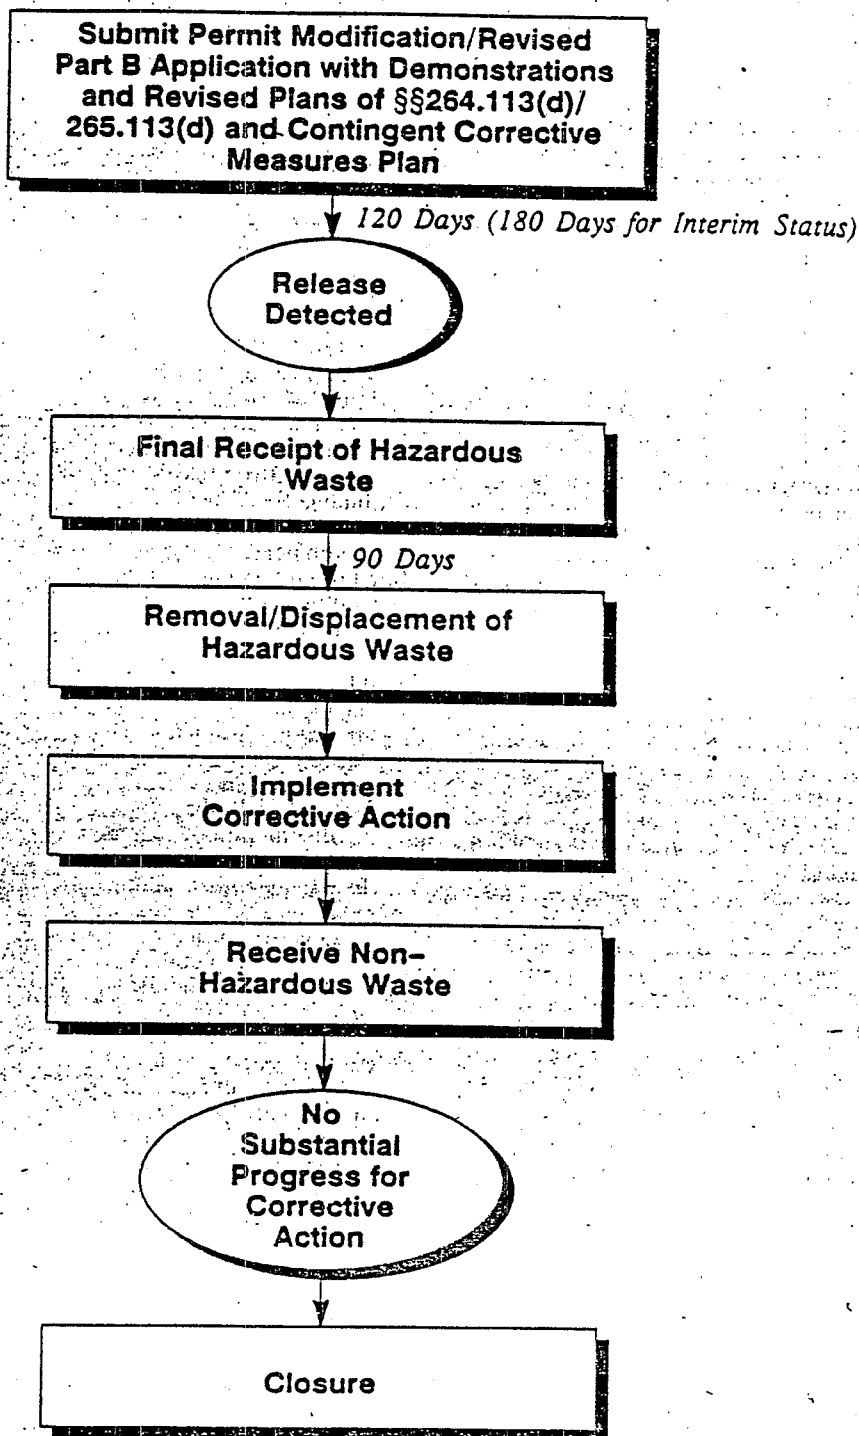 Submit Permit Modification/Revised
Part B Application with Demonstrations
and Revised Plans of §§264.113(d)/
265.113(d) and Contingent Corrective
Measures Plan
120 Days (180 Days for Interim Status)
Release
Detected
Final Receipt of Hazardous
Waste
90 Days
Removal/Displacement of
Hazardous Waste
Implement
Corrective Action
Receive Non-
Hazardous Waste
No
Substantial
Progress for
Corrective
Action
Closure